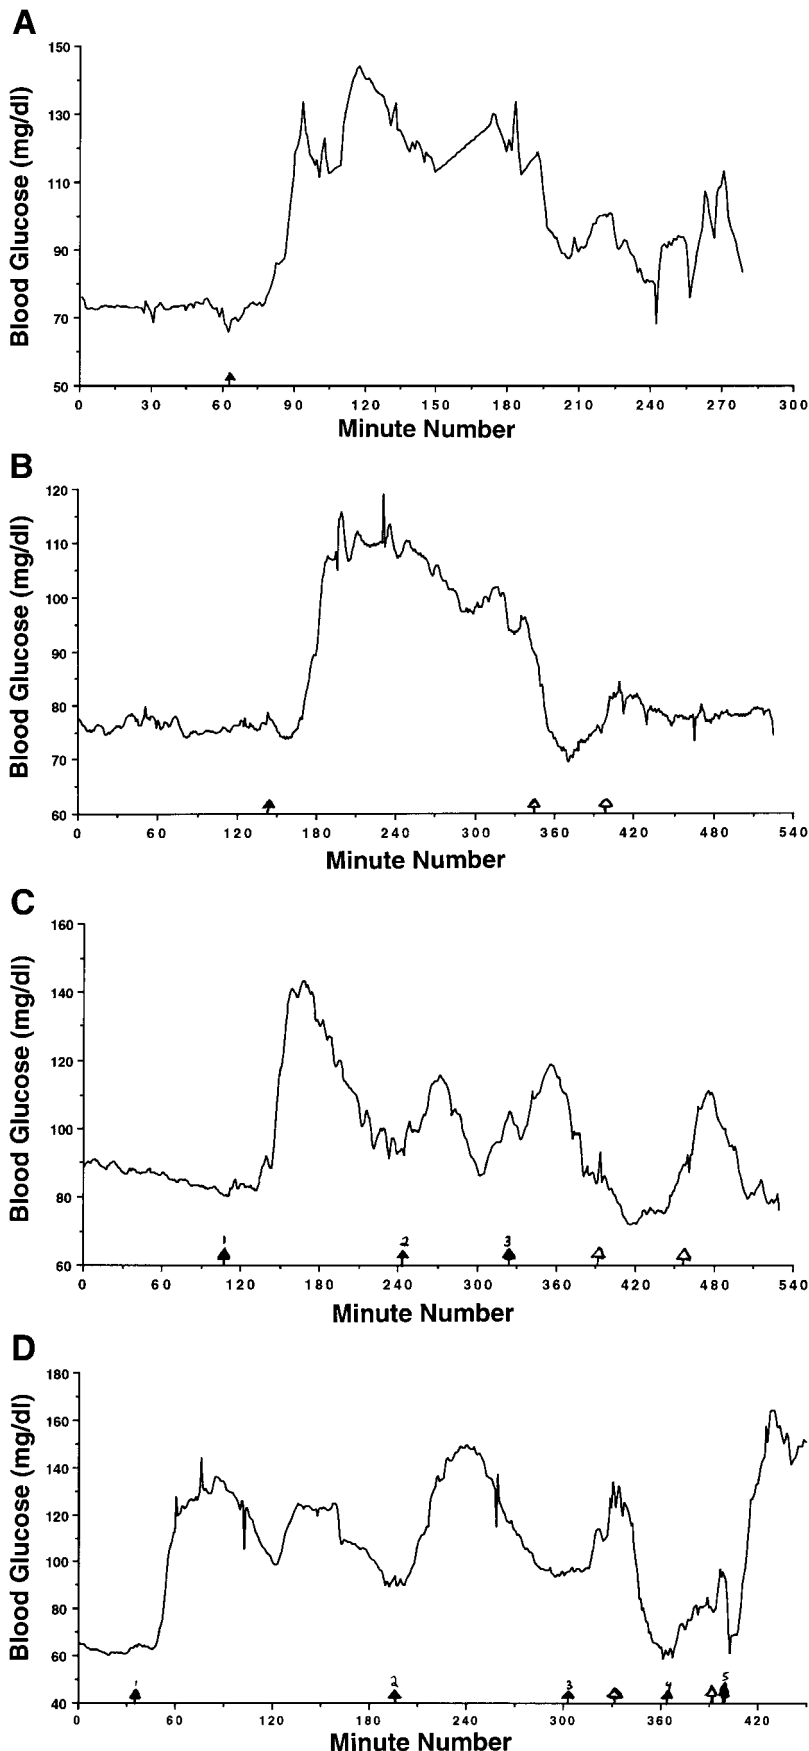 A
Blood Glucose (mg/dl)
150
130
110
90
70
50
0 30 60 90 120 150 180 210 240 270 300
Minute Number
B
Blood Glucose (mg/dl)
120
110
100
90
80
70
60
0 60 120 180 240 300 360 420 480 540
Minute Number
C
Blood Glucose (mg/dl)
160
140
120
100
80
60
1 2 3
0 60 120 180 240 300 360 420 480 540
Minute Number
D
Blood Glucose (mg/dl)
180
160
140
120
100
80
60
40
1 2 3 4 5
0 60 120 180 240 300 360 420
Minute Number